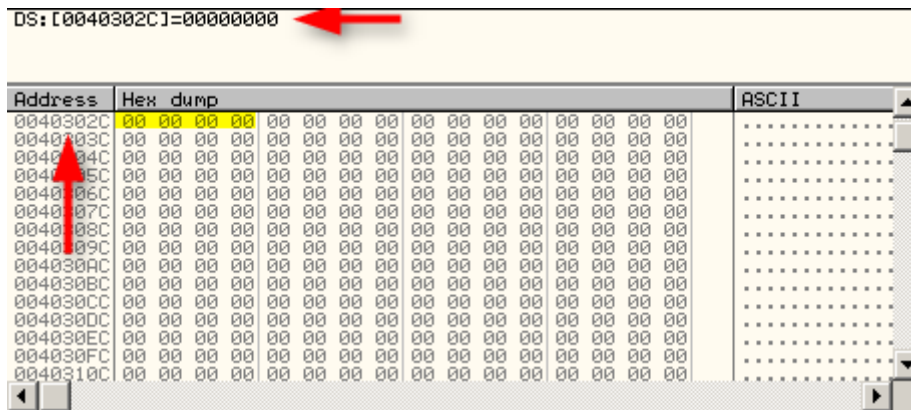 DS:[0040302C]=00000000
Address Hex dump ASCII
0040302C 00 00 00 00 00 00 00 00 00 00 00 00 00 00 00 00 .............
00 00 00 00 00 00 00 00 00 00 00 00 00 00 00 00 .............
00 00 00 00 00 00 00 00 00 00 00 00 00 00 00 00 .............
00 00 00 00 00 00 00 00 00 00 00 00 00 00 00 00 .............
00 00 00 00 00 00 00 00 00 00 00 00 00 00 00 00 .............
00 00 00 00 00 00 00 00 00 00 00 00 00 00 00 00 .............
00 00 00 00 00 00 00 00 00 00 00 00 00 00 00 00 .............
00 00 00 00 00 00 00 00 00 00 00 00 00 00 00 00 .............
004030AC 00 00 00 00 00 00 00 00 00 00 00 00 00 00 00 00 .............
004030BC 00 00 00 00 00 00 00 00 00 00 00 00 00 00 00 00 .............
004030CC 00 00 00 00 00 00 00 00 00 00 00 00 00 00 00 00 .............
004030DC 00 00 00 00 00 00 00 00 00 00 00 00 00 00 00 00 .............
004030EC 00 00 00 00 00 00 00 00 00 00 00 00 00 00 00 00 .............
004030FC 00 00 00 00 00 00 00 00 00 00 00 00 00 00 00 00 .............
0040310C 00 00 00 00 00 00 00 00 00 00 00 00 00 00 00 00 .............